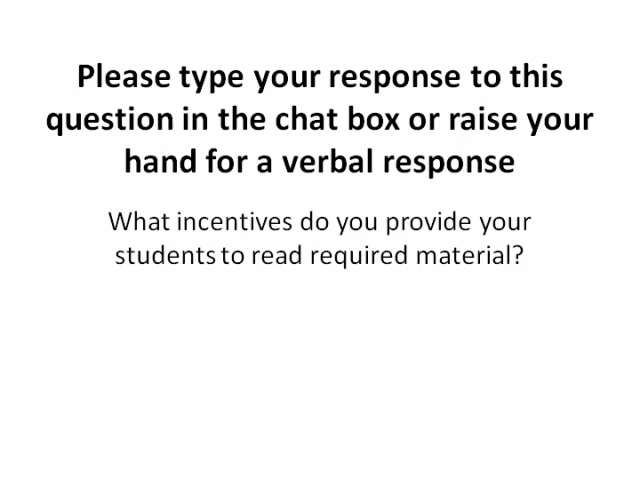 Please type your response to this
question in the chat box or raise your
hand for a verbal response
What incentives do you provide your
students to read required material?